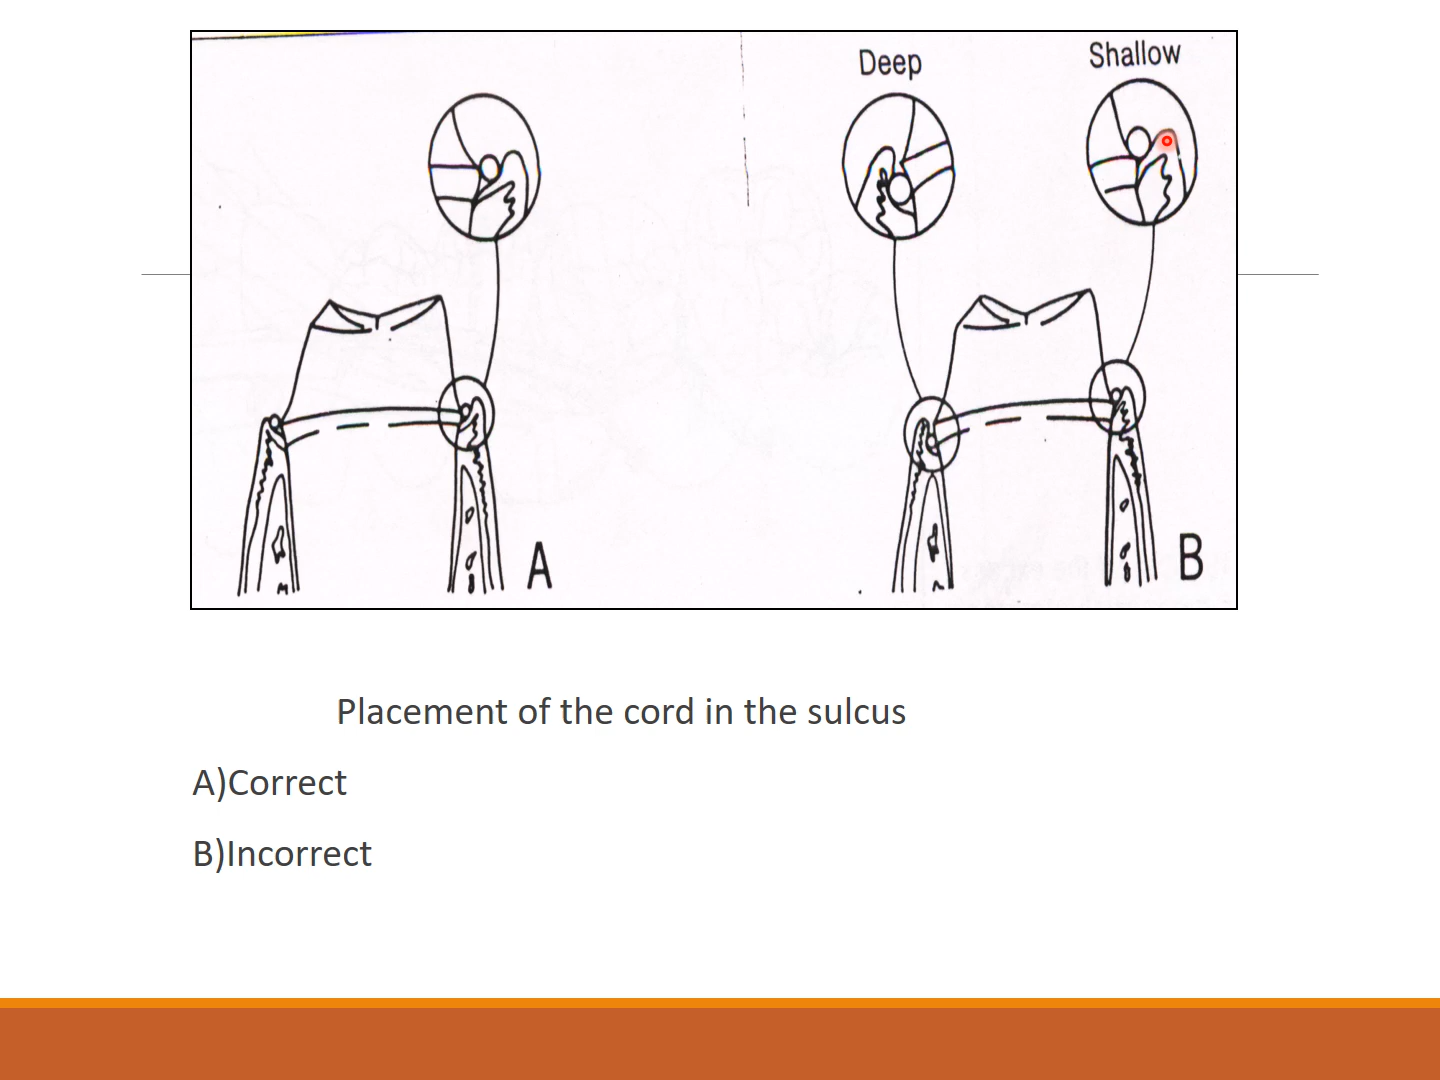 Deep
Shallow
A
B
Placement of the cord in the sulcus
A)Correct
B)Incorrect